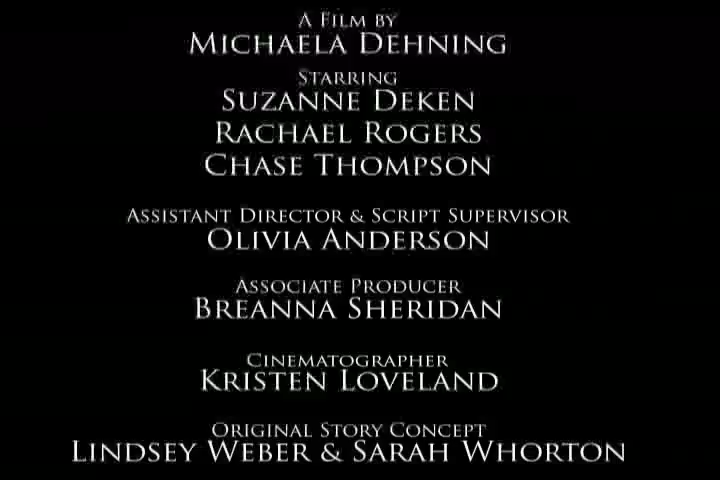 A Film by
Michaela Dehning
Starring
Suzanne Deken
Rachael Rogers
Chase Thompson
Assistant Director & Script Supervisor
Olivia Anderson
Associate Producer
Breanna Sheridan
Cinematographer
Kristen Loveland
Original Story Concept
Lindsey Weber & Sarah Whorton